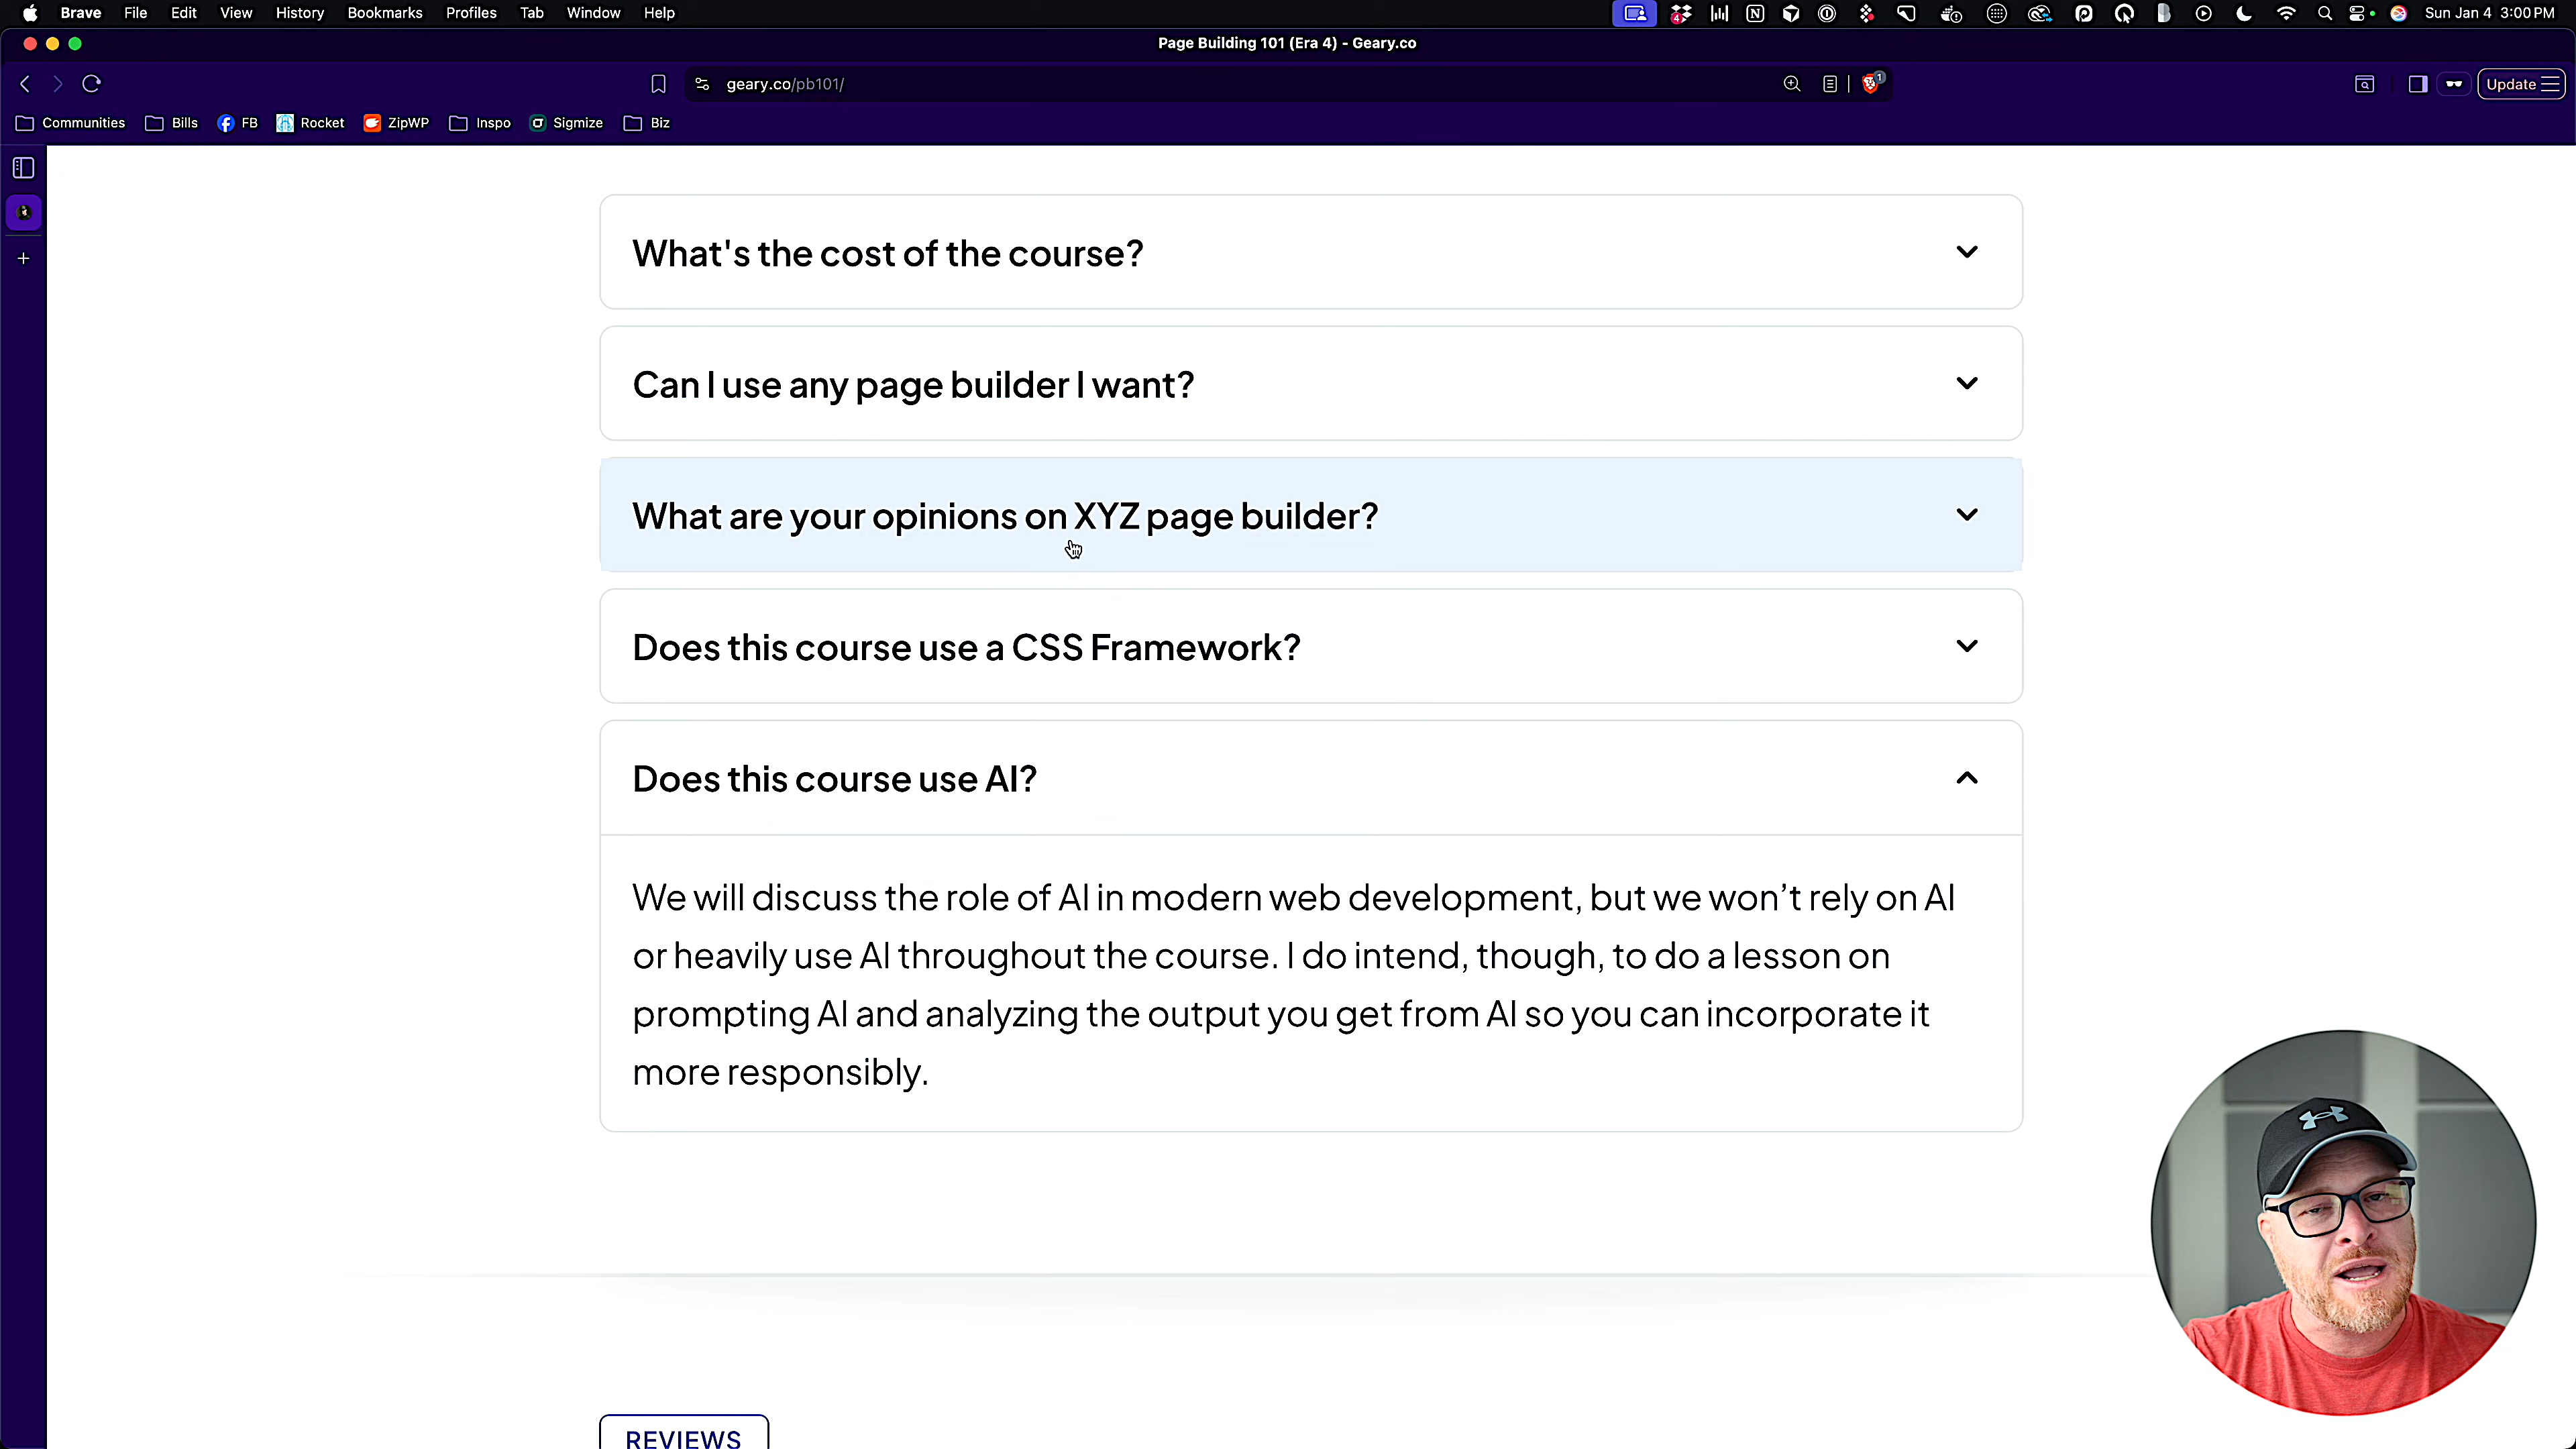 Brave File Edit View History Bookmarks Profiles Tab Window Help
4
Sun Jan 4 3:00 PM
Page Building 101 (Era 4) - Geary.co
geary.co/pb101/
1
Update
Communities Bills FB Rocket ZipWP Inspo Sigmize Biz
What's the cost of the course?
Can I use any page builder I want?
What are your opinions on XYZ page builder?
Does this course use a CSS Framework?
Does this course use AI?
We will discuss the role of AI in modern web development, but we won’t rely on AI
or heavily use AI throughout the course. I do intend, though, to do a lesson on
prompting AI and analyzing the output you get from AI so you can incorporate it
more responsibly.
REVIEWS